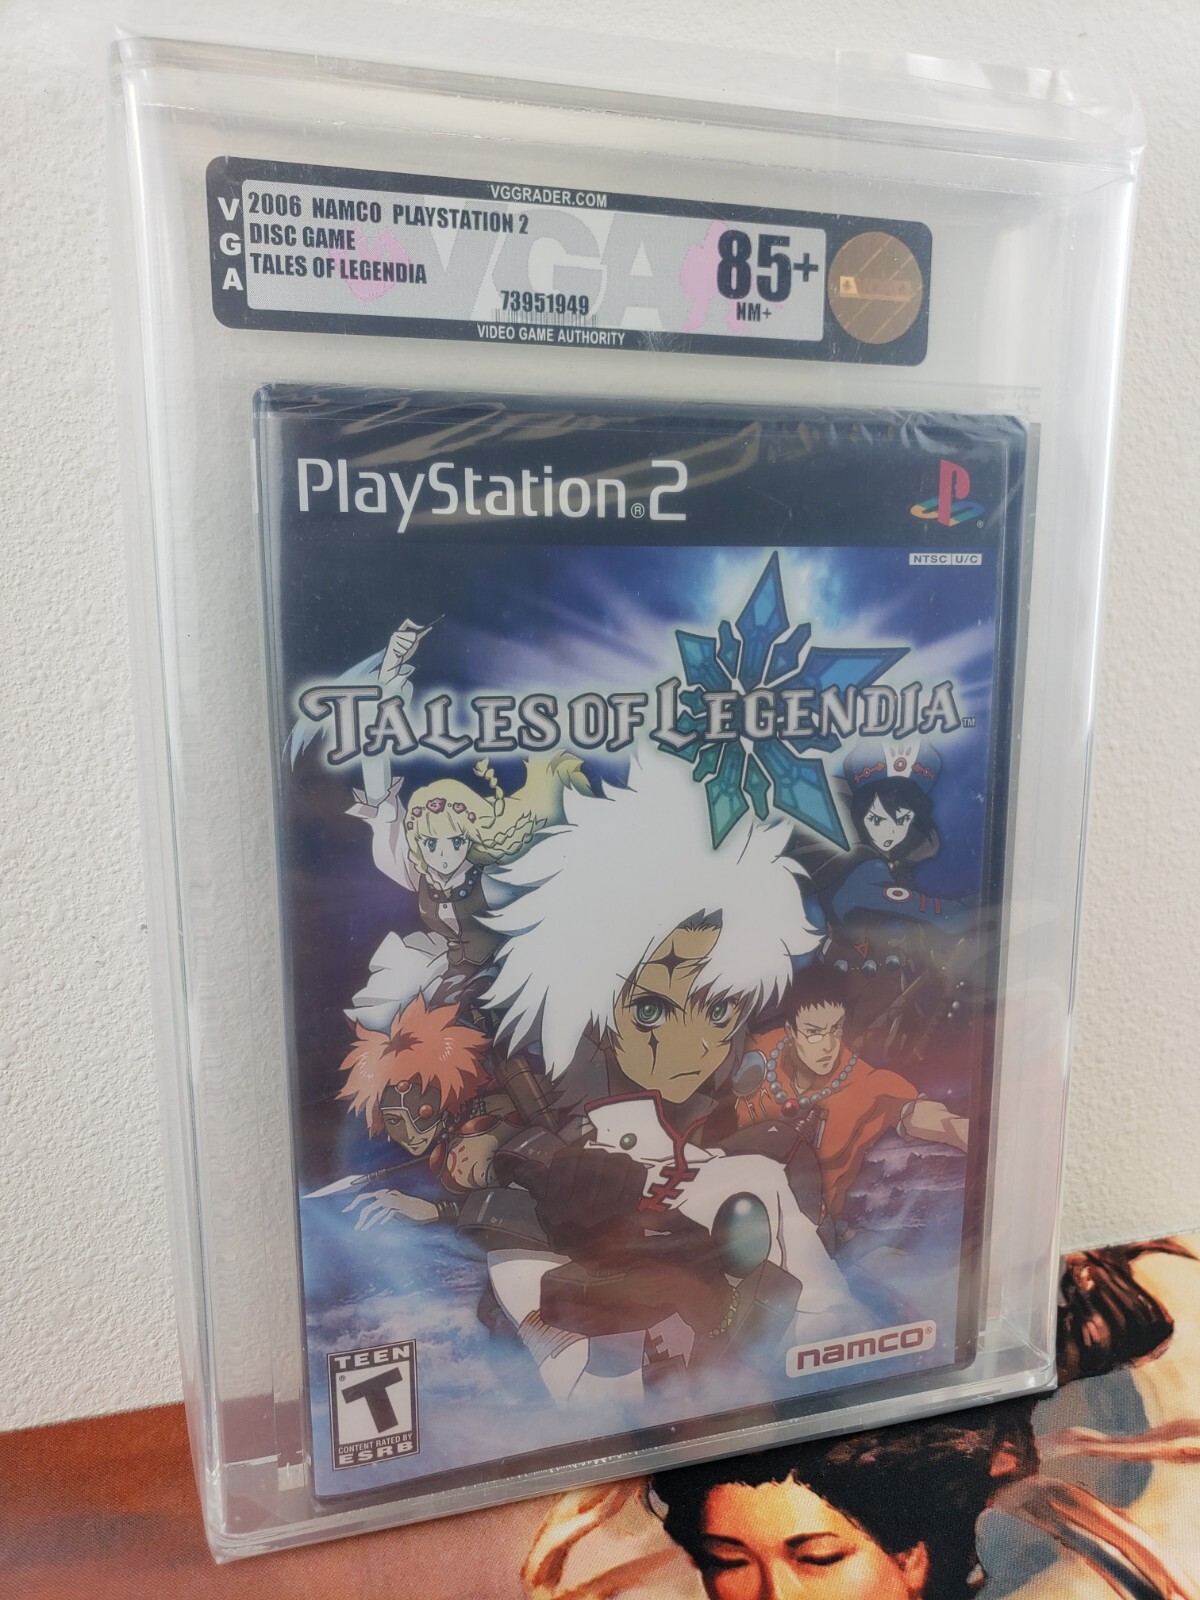 VGGRADER.COM
VGA
2006 NAMCO PLAYSTATION 2
DISC GAME
TALES OF LEGENDIA
85+
NM+
73951949
VIDEO GAME AUTHORITY
PlayStation®2
NTSC U/C
TALES OF LEGENDIA™
namco®
TEEN
T
CONTENT RATED BY
ESRB